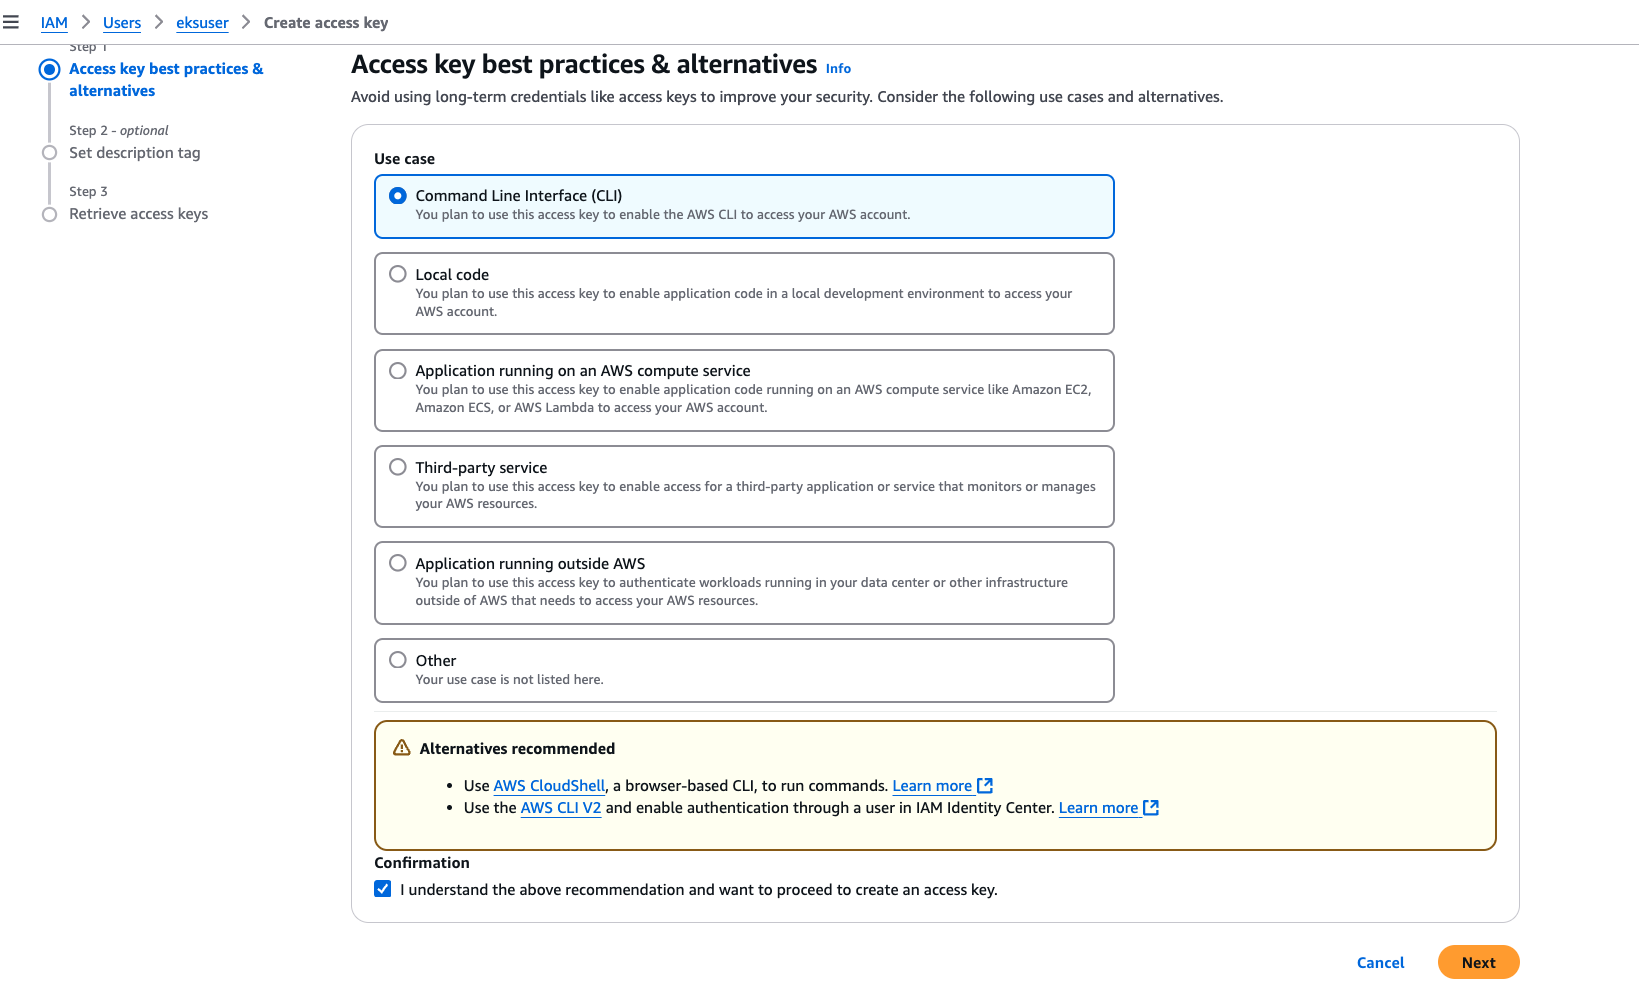 IAM > Users > eksuser > Create access key
Step 1
Access key best practices &
alternatives
Step 2 - optional
Set description tag
Step 3
Retrieve access keys
Access key best practices & alternatives Info
Avoid using long-term credentials like access keys to improve your security. Consider the following use cases and alternatives.
Use case
Command Line Interface (CLI)
You plan to use this access key to enable the AWS CLI to access your AWS account.
Local code
You plan to use this access key to enable application code in a local development environment to access your
AWS account.
Application running on an AWS compute service
You plan to use this access key to enable application code running on an AWS compute service like Amazon EC2,
Amazon ECS, or AWS Lambda to access your AWS account.
Third-party service
You plan to use this access key to enable access for a third-party application or service that monitors or manages
your AWS resources.
Application running outside AWS
You plan to use this access key to authenticate workloads running in your data center or other infrastructure
outside of AWS that needs to access your AWS resources.
Other
Your use case is not listed here.
Alternatives recommended
• Use AWS CloudShell, a browser-based CLI, to run commands. Learn more
• Use the AWS CLI V2 and enable authentication through a user in IAM Identity Center. Learn more
Confirmation
I understand the above recommendation and want to proceed to create an access key.
Cancel
Next